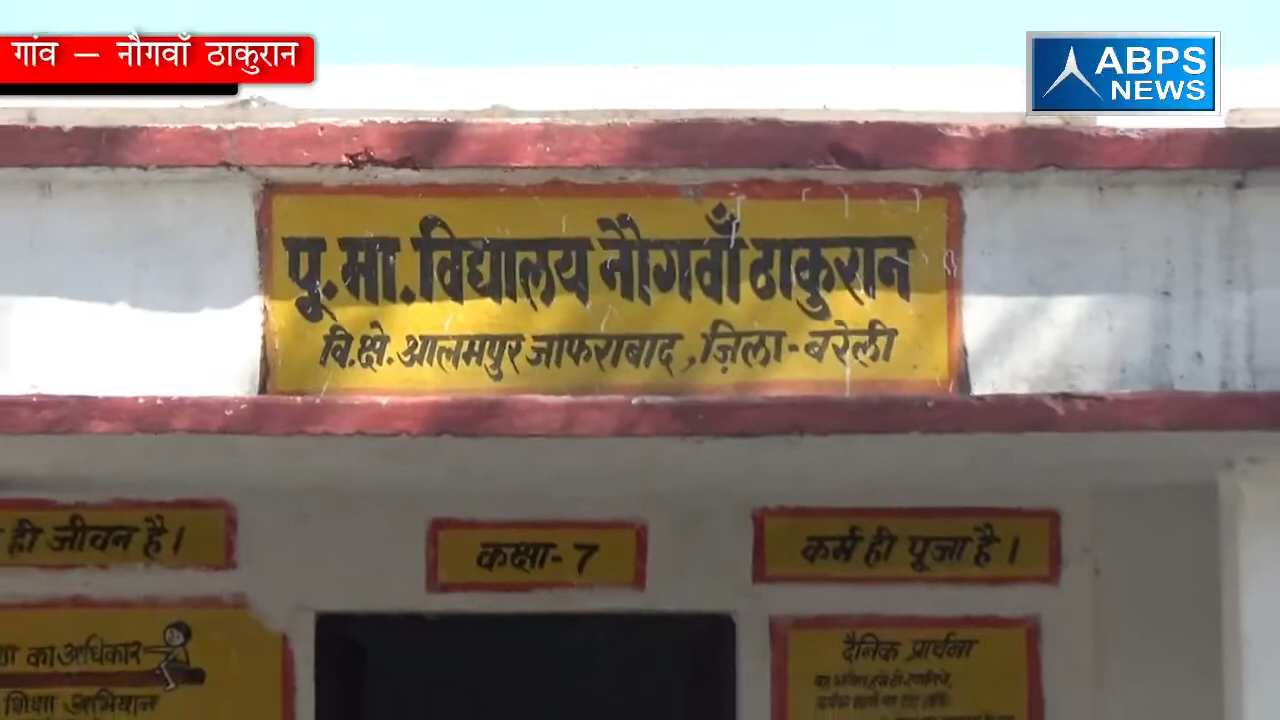 गांव – नौगवाँ ठाकुरान
ABPS
NEWS
पू.मा.विद्यालय नौगवाँ ठाकुरान
वि.क्षे.आलमपुर जाफराबाद, ज़िला-बरेली
ही जीवन है।
कक्षा-7
कर्म ही पूजा है।
का अधिकार
शिक्षा अभियान
दैनिक प्रार्थना